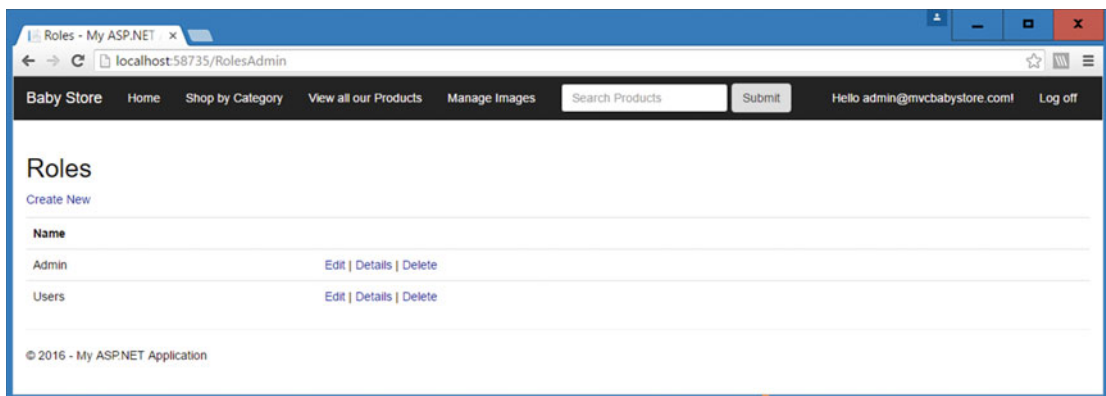 Roles - My ASP.NET
localhost:58735/RolesAdmin
Baby Store Home Shop by Category View all our Products Manage Images Search Products Submit Hello admin@mvcbabystore.com! Log off
Roles
Create New
Name
Admin Edit | Details | Delete
Users Edit | Details | Delete
© 2016 - My ASP.NET Application